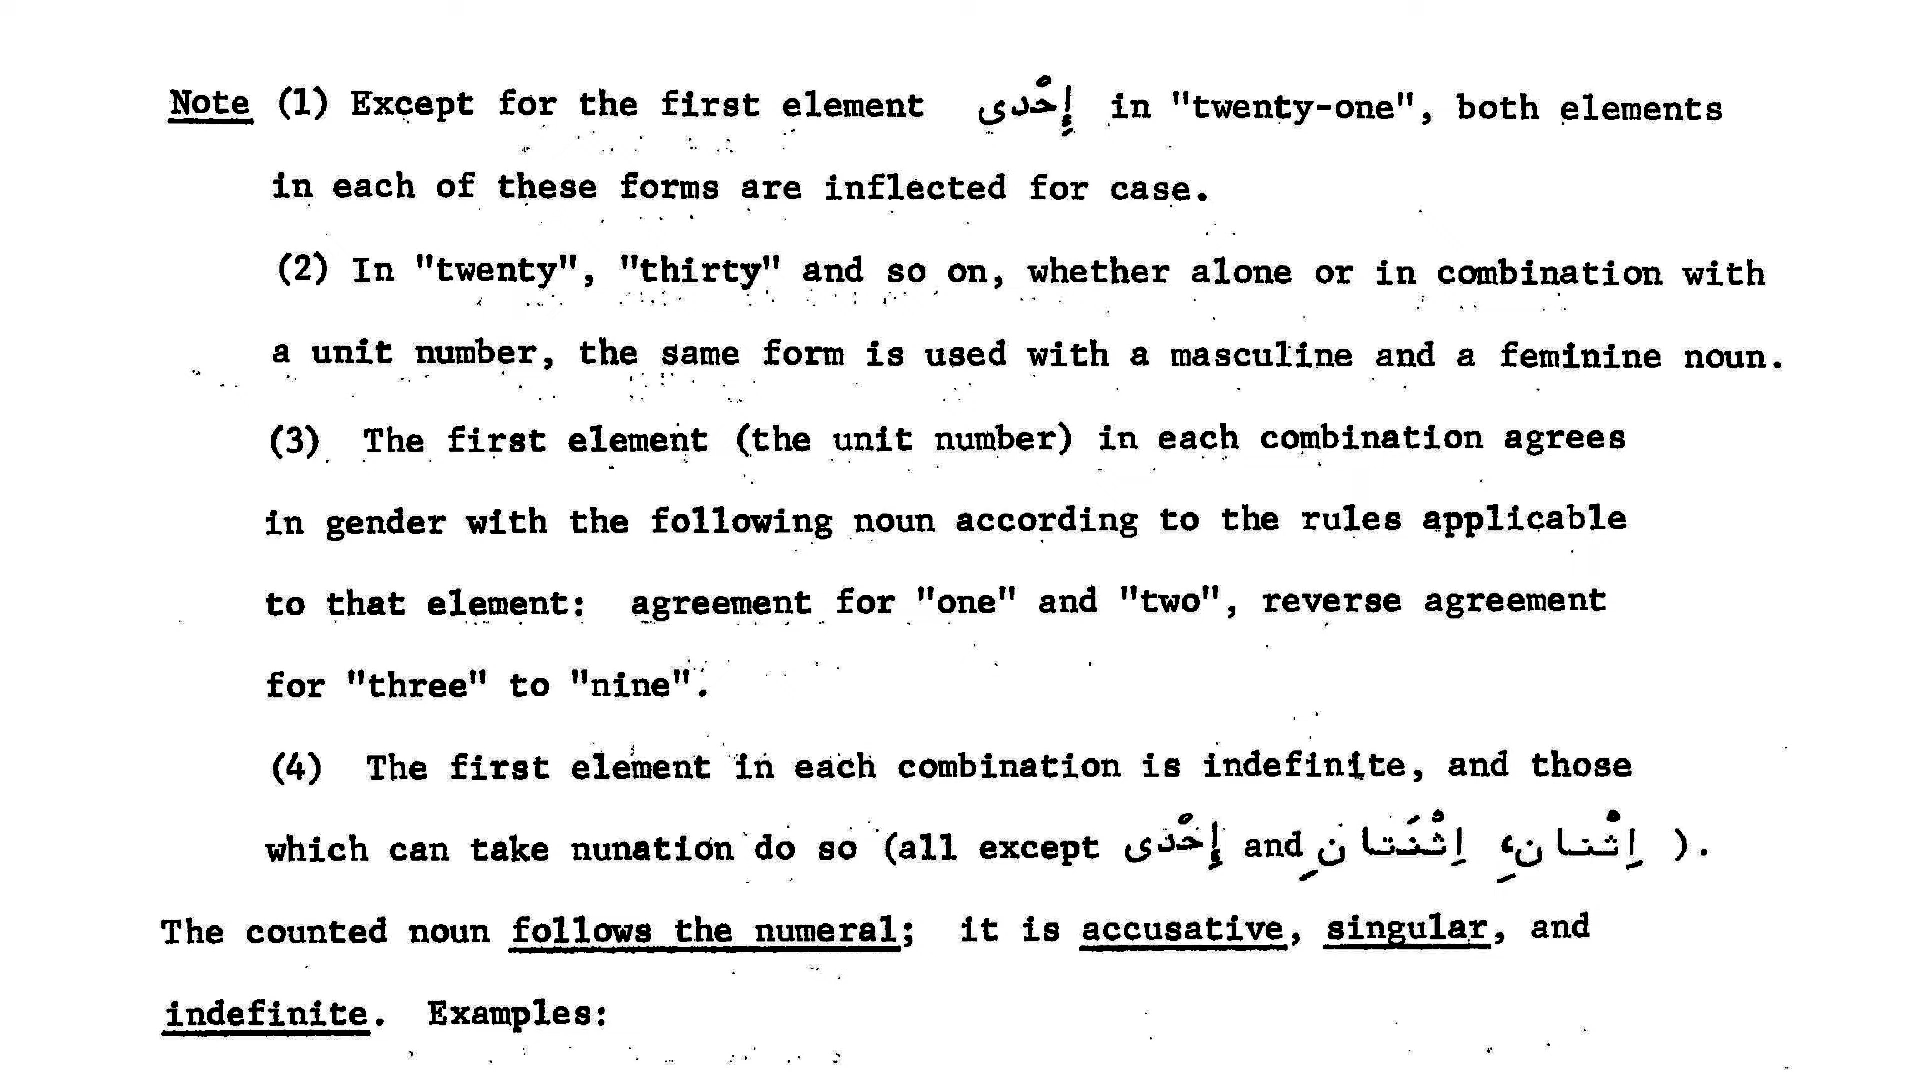 Note (1) Except for the first element إِحْدى in "twenty-one", both elements
in each of these forms are inflected for case.
(2) In "twenty", "thirty" and so on, whether alone or in combination with
a unit number, the same form is used with a masculine and a feminine noun.
(3) The first element (the unit number) in each combination agrees
in gender with the following noun according to the rules applicable
to that element: agreement for "one" and "two", reverse agreement
for "three" to "nine".
(4) The first element in each combination is indefinite, and those
which can take nunation do so (all except إِحْدى and اِثْنانِ، اِثْنَتانِ ).
The counted noun follows the numeral; it is accusative, singular, and
indefinite. Examples: